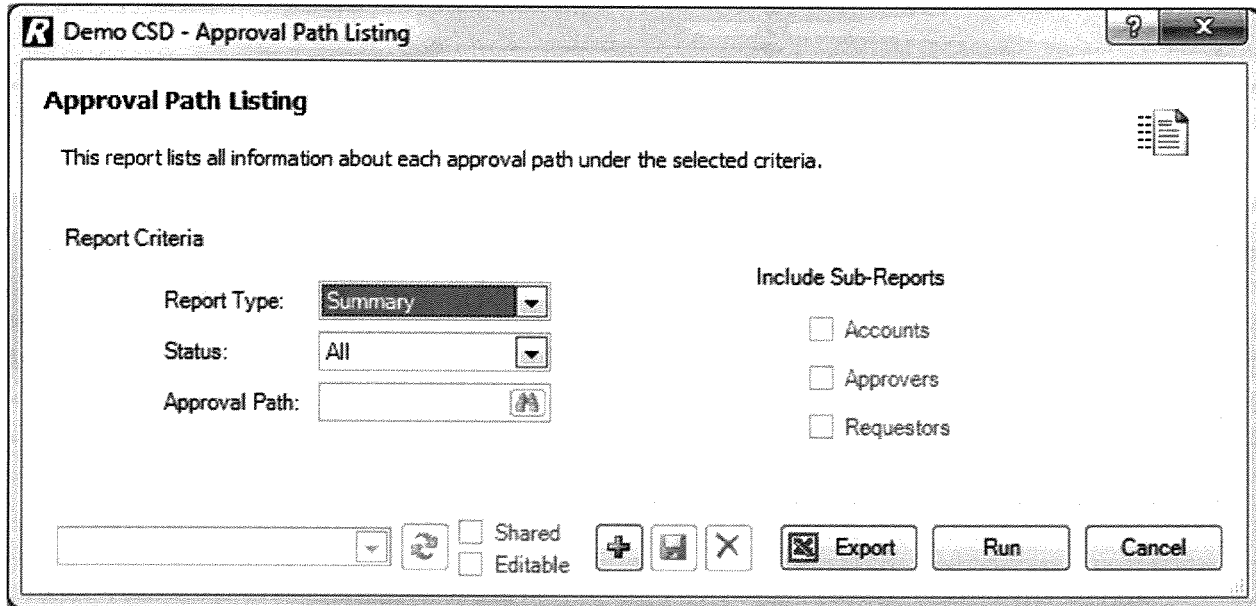 R Demo CSD - Approval Path Listing
?
X
Approval Path Listing
This report lists all information about each approval path under the selected criteria.
Report Criteria
Include Sub-Reports
Report Type: Summary
Accounts
Status: All
Approvers
Approval Path:
Requestors
Shared
Editable
Export
Run
Cancel